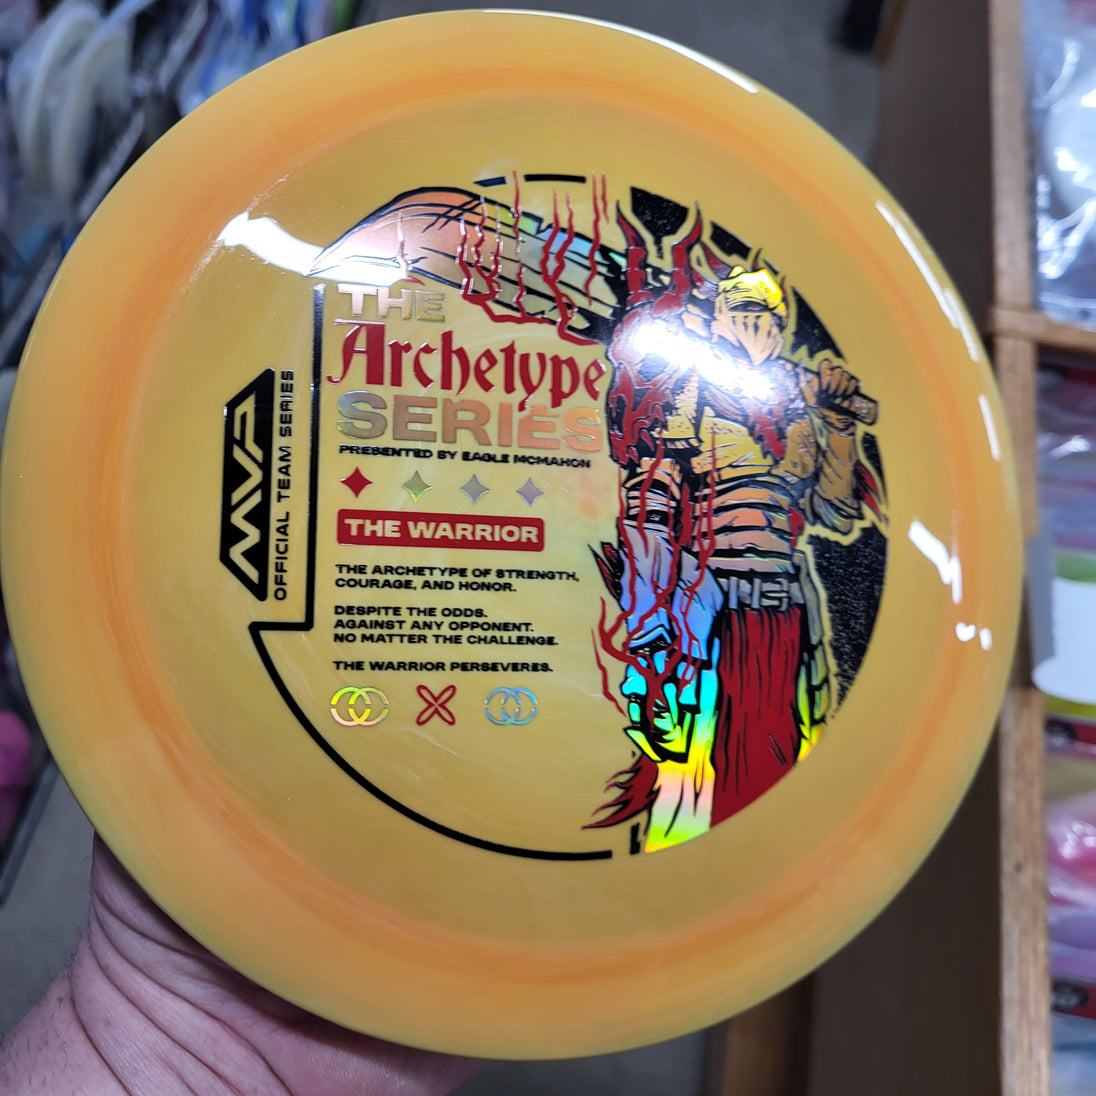 THE
Archetype
SERIES
PRESENTED BY EAGLE MCMAHON
THE WARRIOR
THE ARCHETYPE OF STRENGTH,
COURAGE, AND HONOR.
DESPITE THE ODDS.
AGAINST ANY OPPONENT.
NO MATTER THE CHALLENGE.
THE WARRIOR PERSEVERES.
MVP
OFFICIAL TEAM SERIES